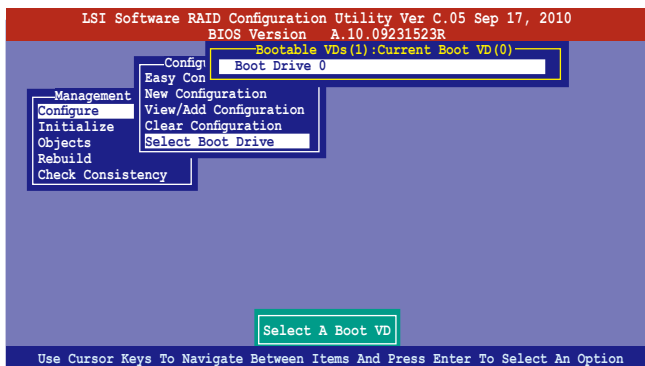 LSI Software RAID Configuration Utility Ver C.05 Sep 17, 2010
BIOS Version A.10.09231523R
Bootable VDs(1):Current Boot VD(0)
Boot Drive 0
Config
Easy Con
New Configuration
View/Add Configuration
Clear Configuration
Select Boot Drive
Management
Configure
Initialize
Objects
Rebuild
Check Consistency
Select A Boot VD
Use Cursor Keys To Navigate Between Items And Press Enter To Select An Option